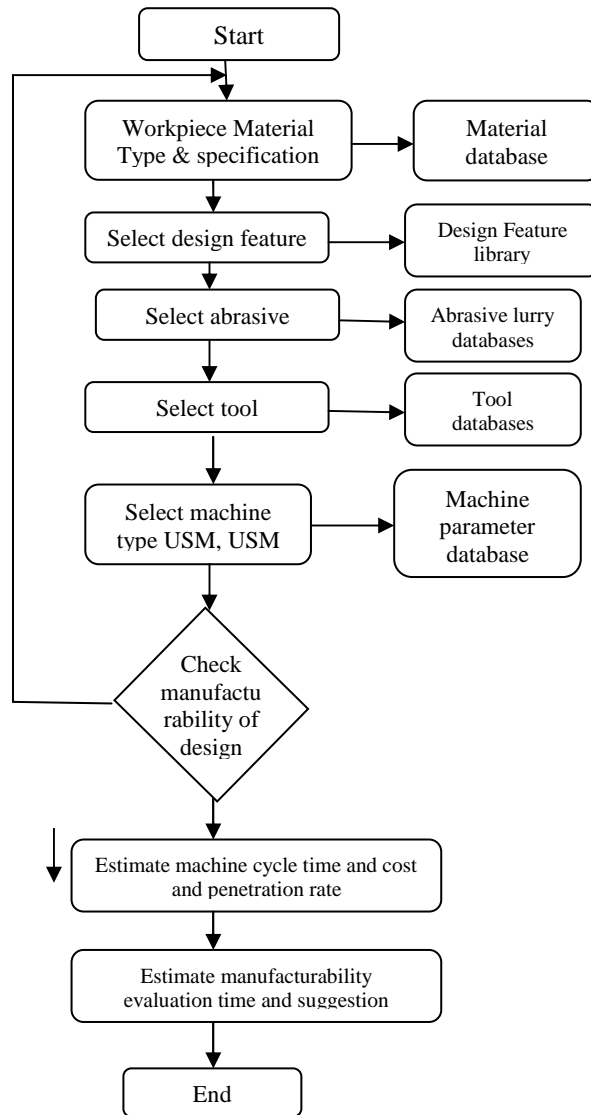 Start
Workpiece Material
Type & specification
Material
database
Select design feature
Design Feature
library
Select abrasive
Abrasive lurry
databases
Select tool
Tool
databases
Select machine
type USM, USM
Machine
parameter
database
Check
manufactu
rability of
design
Estimate machine cycle time and cost
and penetration rate
Estimate manufacturability
evaluation time and suggestion
End